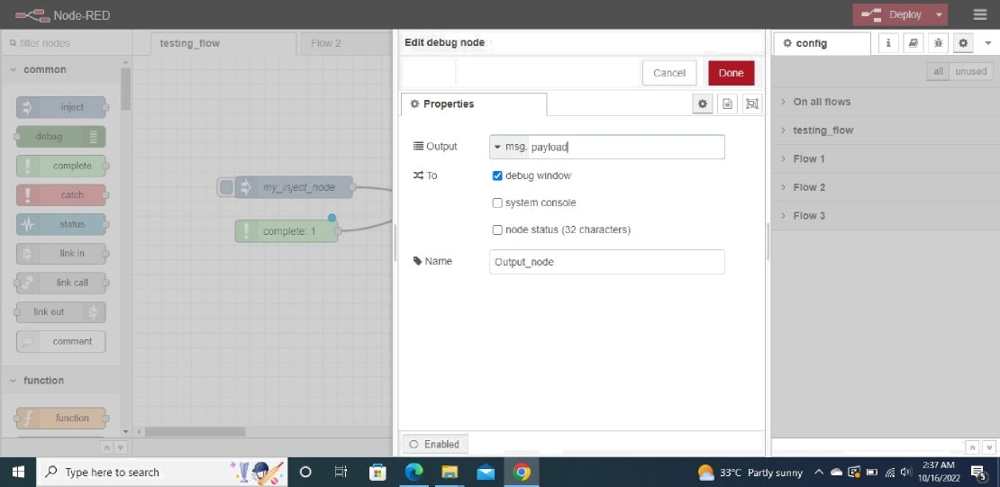 Node-RED
Deploy
filter nodes
testing_flow
Flow 2
Edit debug node
config
common
Cancel
Done
all
unused
inject
Properties
On all flows
debug
testing_flow
Output
msg. payload
complete
Flow 1
To
debug window
my_inject_node
Flow 2
catch
system console
Flow 3
status
complete: 1
node status (32 characters)
link in
Name
Output_node
link call
link out
comment
function
function
Enabled
Type here to search
33°C Partly sunny
2:37 AM
10/16/2022
5